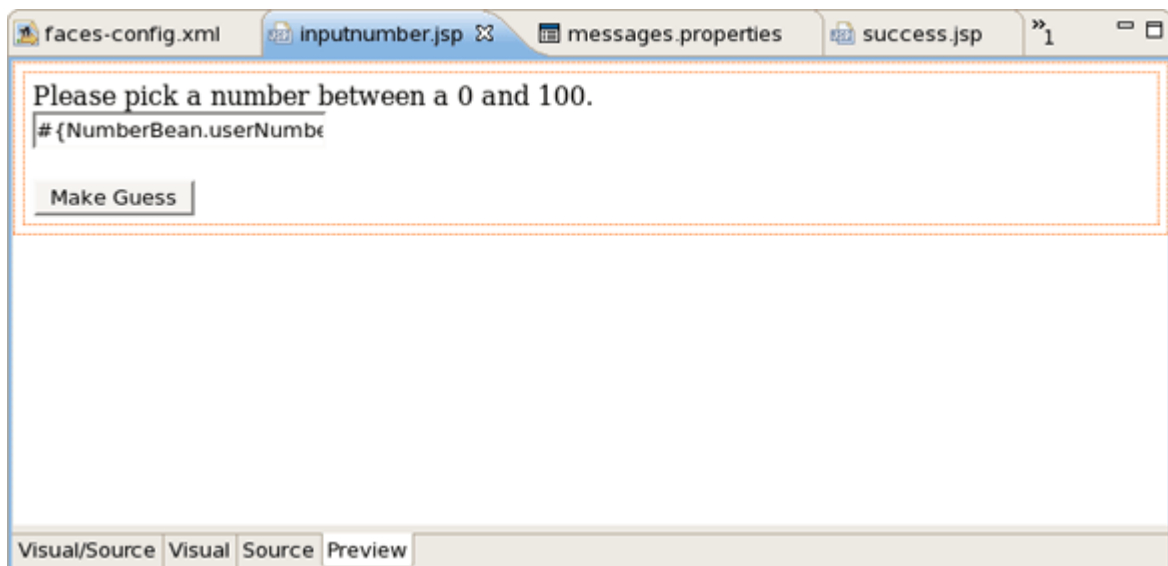 faces-config.xml inputnumber.jsp messages.properties success.jsp »1
Please pick a number between a 0 and 100.
#{NumberBean.userNumbe
Make Guess
Visual/Source Visual Source Preview